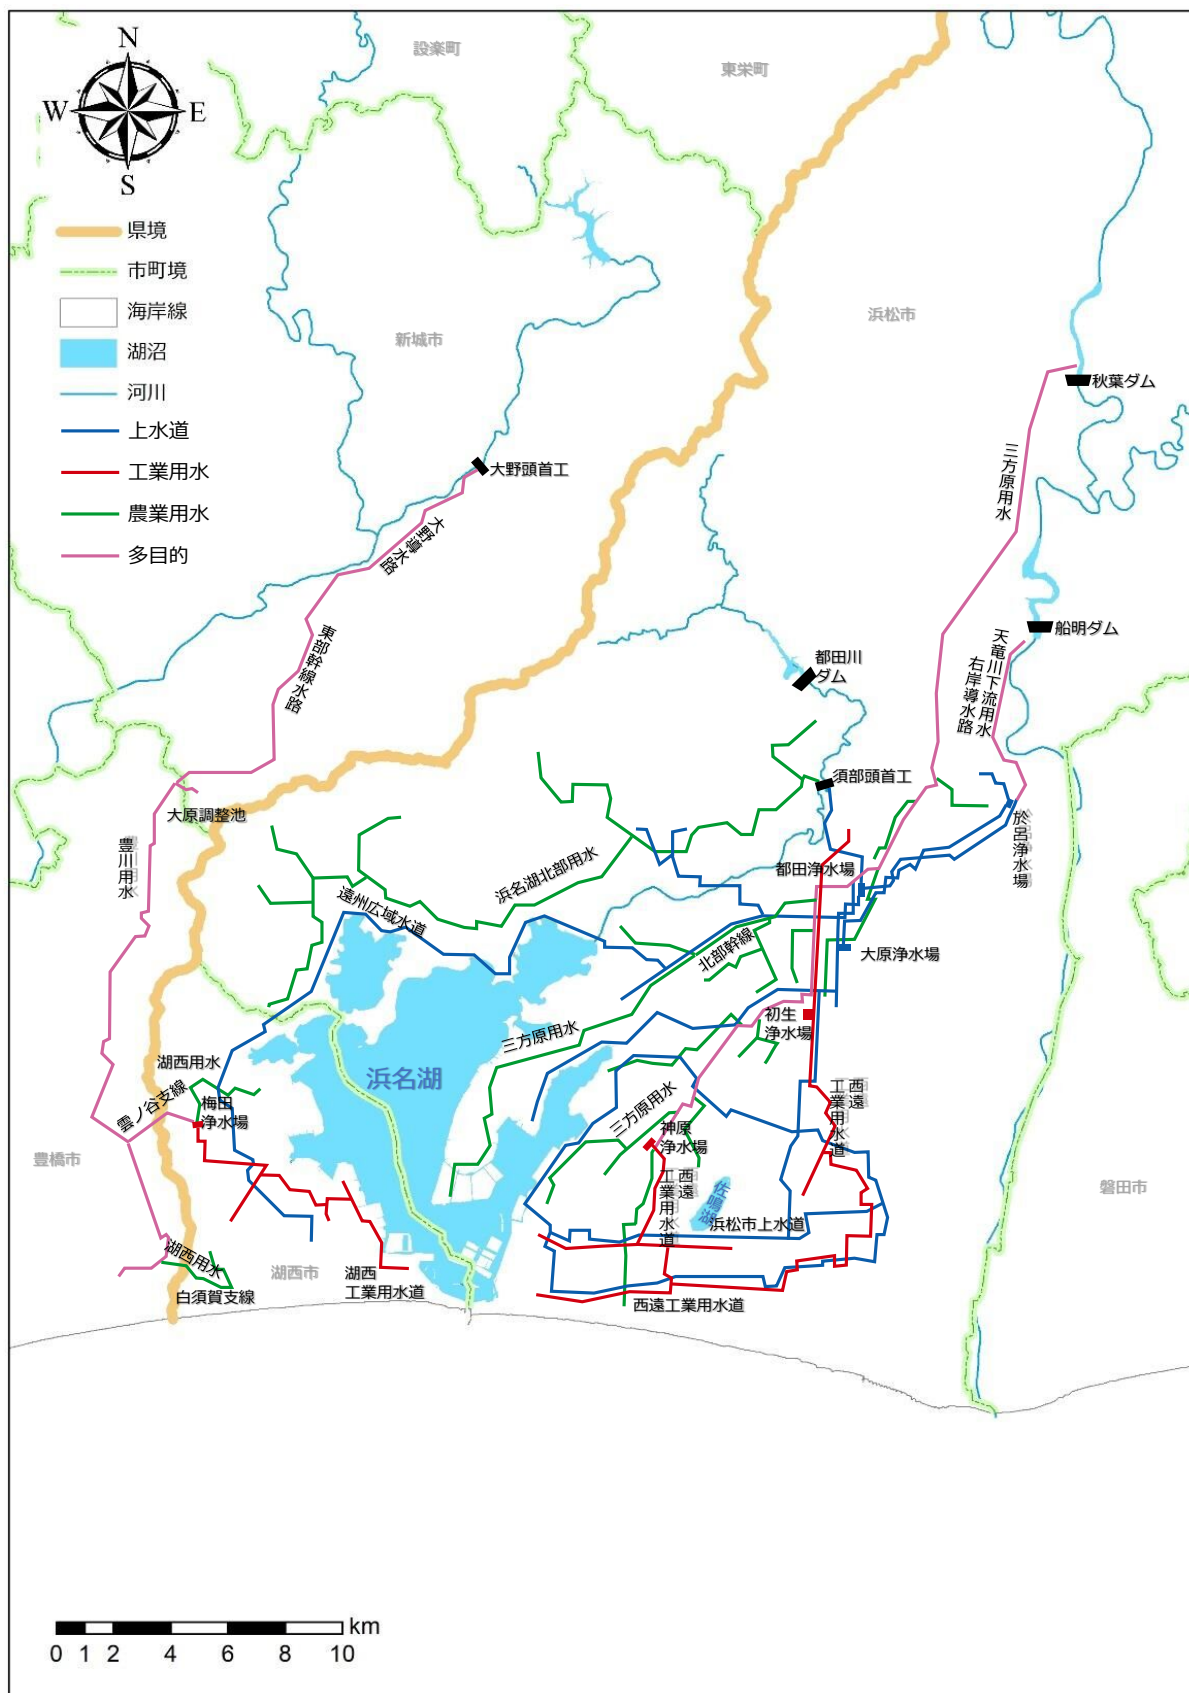 N
W
E
S
設楽町
東栄町
県境
市町境
海岸線
湖沼
河川
上水道
工業用水
農業用水
多目的
新城市
浜松市
秋葉ダム
大野頭首工
三方原用水
大野導水路
船明ダム
東部幹線水路
都田川
ダム
天竜川下流用水
右岸導水路
須部頭首工
大原調整池
豊川用水
於呂浄水場
都田浄水場
浜名湖北部用水
遠州広域水道
北部幹線
大原浄水場
初生
浄水場
三方原用水
湖西用水
浜名湖
雲ノ谷支線
梅田
浄水場
西遠
工業用水道
三方原用水
神原
浄水場
豊橋市
西遠
工業用水道
佐鳴湖
磐田市
浜松市上水道
湖西用水
湖西市
湖西
工業用水道
白須賀支線
西遠工業用水道
km
0 1 2 4 6 8 10